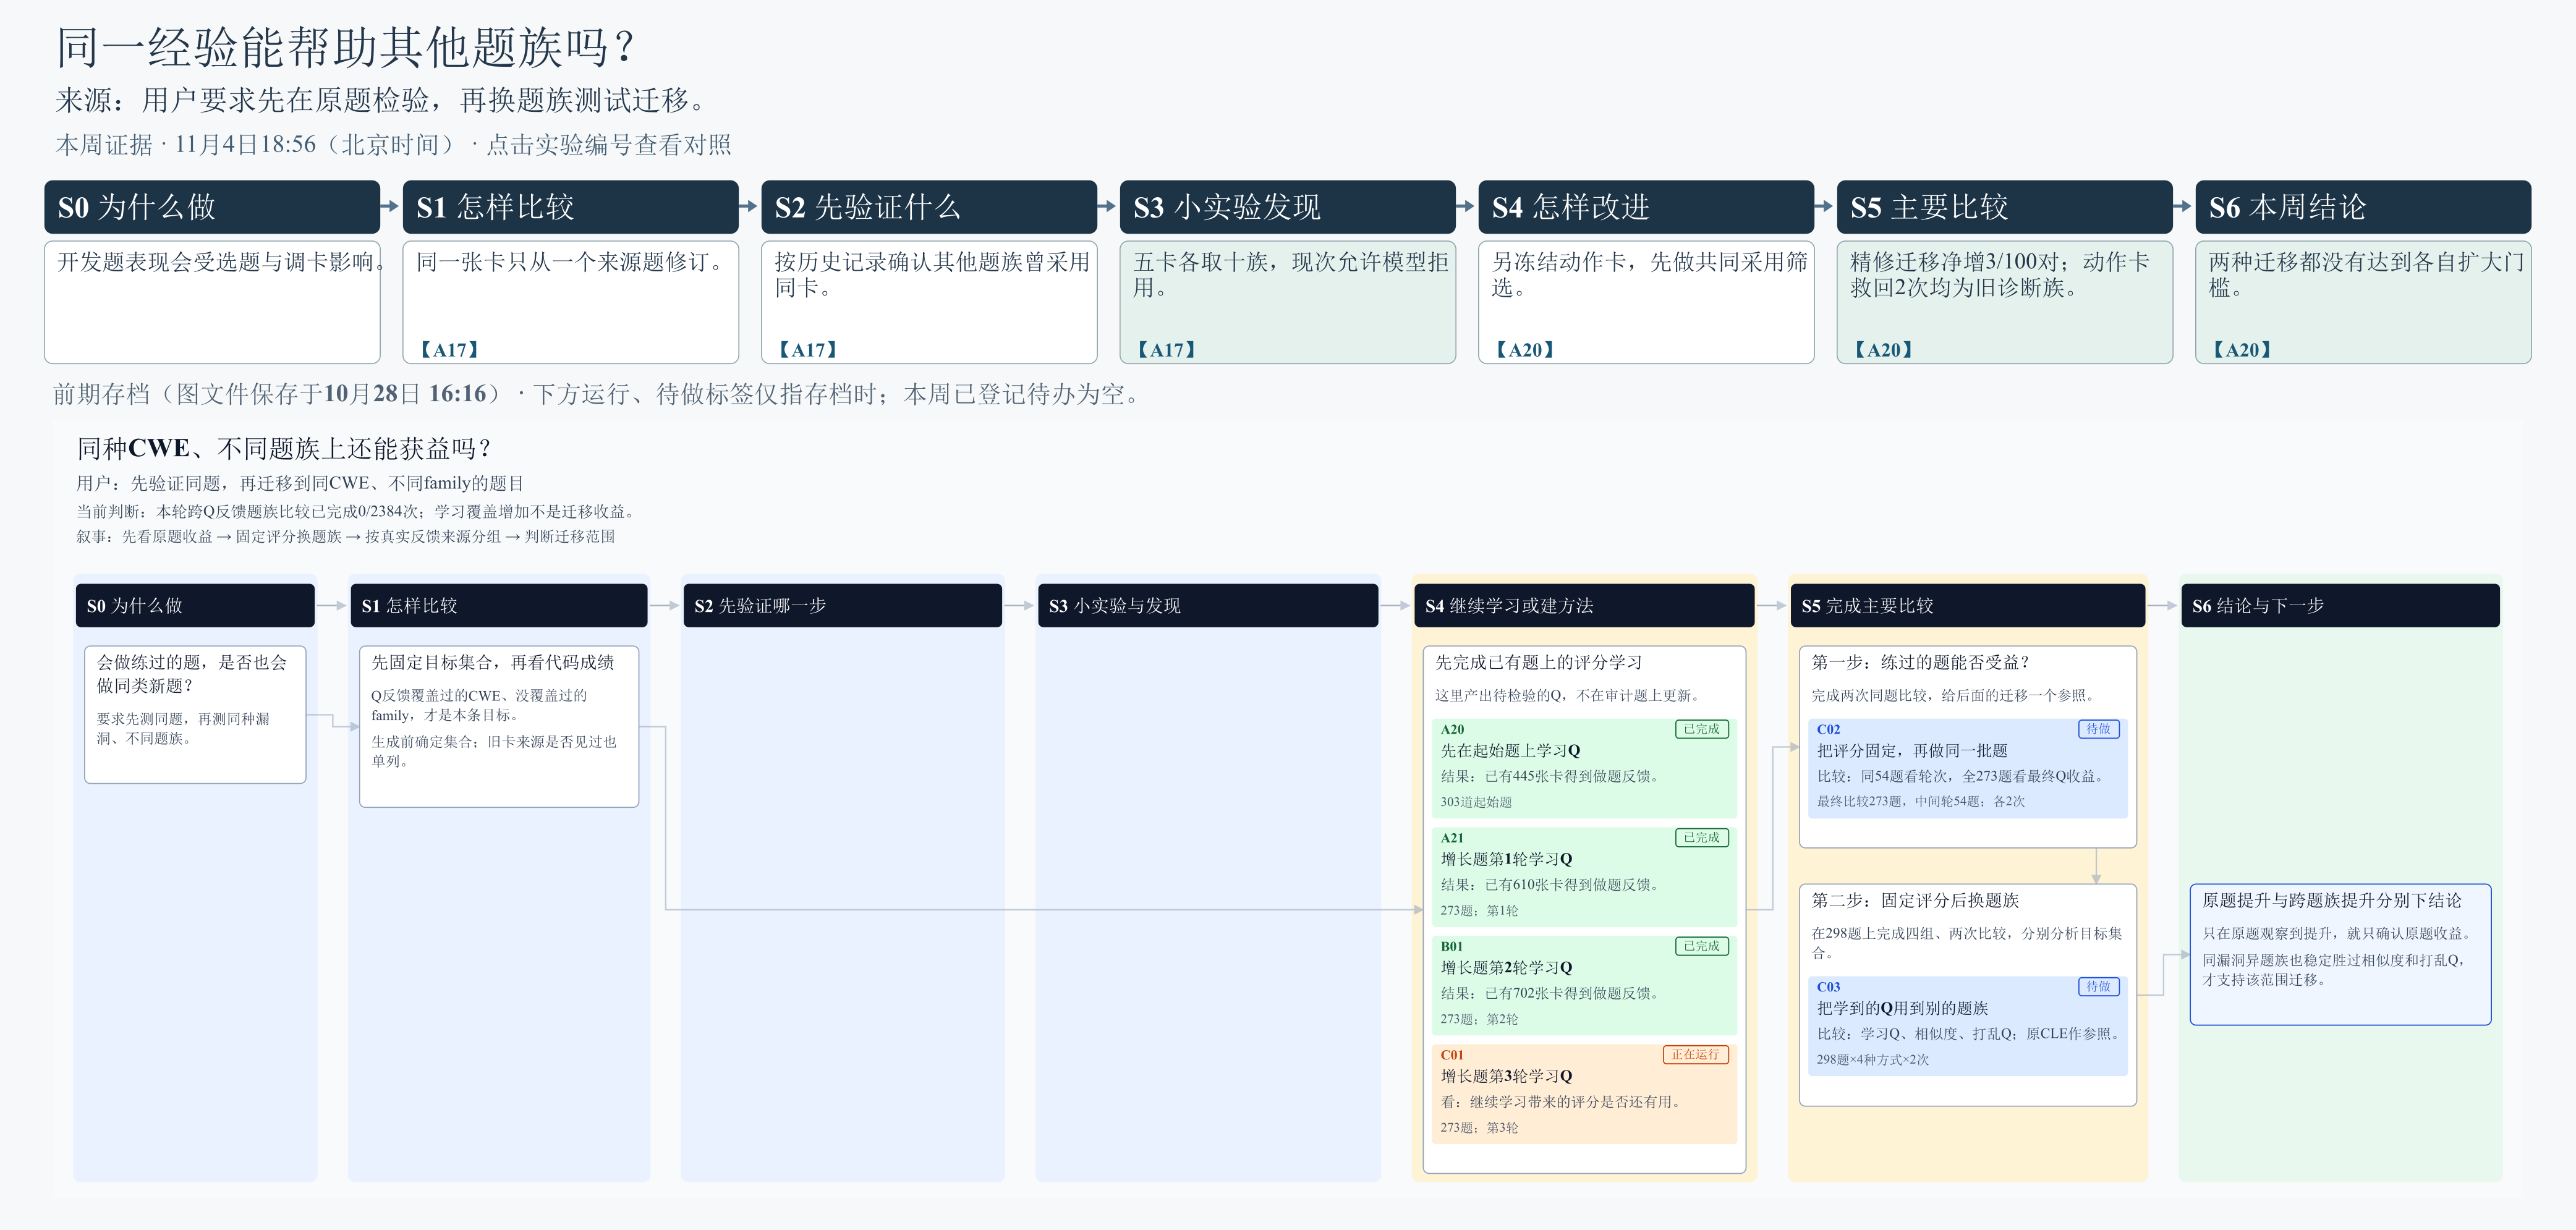 同一经验能帮助其他题族吗？
来源：用户要求先在原题检验，再换题族测试迁移。
本周证据 · 11月4日18:56（北京时间） · 点击实验编号查看对照
S0 为什么做
开发题表现会受选题与调卡影响。
S1 怎样比较
同一张卡只从一个来源题修订。
【A17】
S2 先验证什么
按历史记录确认其他题族曾采用
同卡。
【A17】
S3 小实验发现
五卡各取十族，现次允许模型拒
用。
【A17】
S4 怎样改进
另冻结动作卡，先做共同采用筛
选。
【A20】
S5 主要比较
精修迁移净增3/100对；动作卡
救回2次均为旧诊断族。
【A20】
S6 本周结论
两种迁移都没有达到各自扩大门
槛。
【A20】
前期存档（图文件保存于10月28日 16:16） · 下方运行、待做标签仅指存档时；本周已登记待办为空。
同种CWE、不同题族上还能获益吗？
用户：先验证同题，再迁移到同CWE、不同family的题目
当前判断：本轮跨Q反馈题族比较已完成0/2384次；学习覆盖增加不是迁移收益。
叙事：先看原题收益 → 固定评分换题族 → 按真实反馈来源分组 → 判断迁移范围
S0 为什么做
会做练过的题，是否也会
做同类新题？
要求先测同题，再测同种漏
洞、不同题族。
S1 怎样比较
先固定目标集合，再看代码成绩
Q反馈覆盖过的CWE、没覆盖过的
family，才是本条目标。
生成前确定集合；旧卡来源是否见过也
单列。
S2 先验证哪一步
S3 小实验与发现
S4 继续学习或建方法
先完成已有题上的评分学习
这里产出待检验的Q，不在审计题上更新。
A20 已完成
先在起始题上学习Q
结果：已有445张卡得到做题反馈。
303道起始题
A21 已完成
增长题第1轮学习Q
结果：已有610张卡得到做题反馈。
273题；第1轮
B01 已完成
增长题第2轮学习Q
结果：已有702张卡得到做题反馈。
273题；第2轮
C01 正在运行
增长题第3轮学习Q
看：继续学习带来的评分是否还有用。
273题；第3轮
S5 完成主要比较
第一步：练过的题能否受益？
完成两次同题比较，给后面的迁移一个参照。
C02 待做
把评分固定，再做同一批题
比较：同54题看轮次，全273题看最终Q收益。
最终比较273题，中间轮54题；各2次
第二步：固定评分后换题族
在298题上完成四组、两次比较，分别分析目标集
合。
C03 待做
把学到的Q用到别的题族
比较：学习Q、相似度、打乱Q；原CLE作参照。
298题×4种方式×2次
S6 结论与下一步
原题提升与跨题族提升分别下结论
只在原题观察到提升，就只确认原题收益。
同漏洞异题族也稳定胜过相似度和打乱Q，
才支持该范围迁移。